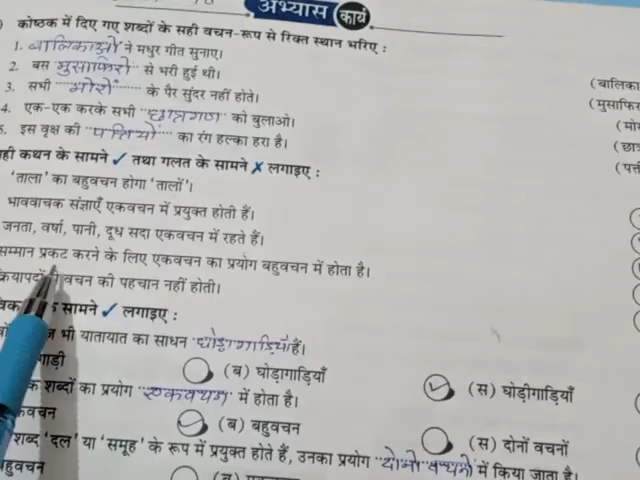 अभ्यास कार्य
कोष्ठक में दिए गए शब्दों के सही वचन-रूप से रिक्त स्थान भरिए :
1. बालिकाओं ने मधुर गीत सुनाए। (बालिका
2. बस मुसाफिरों से भरी हुई थी। (मुसाफिर
3. सभी मोरों के पैर सुंदर नहीं होते। (मो
4. एक-एक करके सभी छात्रगण को बुलाओ। (छा
5. इस वृक्ष की पत्तियों का रंग हल्का हरा है। (पत्त
ही कथन के सामने ✓ तथा गलत के सामने ✗ लगाइए :
'ताला' का बहुवचन होगा 'तालों'।
भाववाचक संज्ञाएँ एकवचन में प्रयुक्त होती हैं।
जनता, वर्षा, पानी, दूध सदा एकवचन में रहते हैं।
सम्मान प्रकट करने के लिए एकवचन का प्रयोग बहुवचन में होता है।
क्रियापदों वचन की पहचान नहीं होती।
विक सामने ✓ लगाइए :
भी यातायात का साधन घोड़ागाड़ियाँ हैं।
गाड़ी (ब) घोड़ागाड़ियाँ (स) घोड़ीगाड़ियाँ
क शब्दों का प्रयोग एकवचन में होता है।
कवचन (ब) बहुवचन (स) दोनों वचनों
शब्द 'दल' या 'समूह' के रूप में प्रयुक्त होते हैं, उनका प्रयोग दोनो वचनों में किया जाता है।
हुवचन